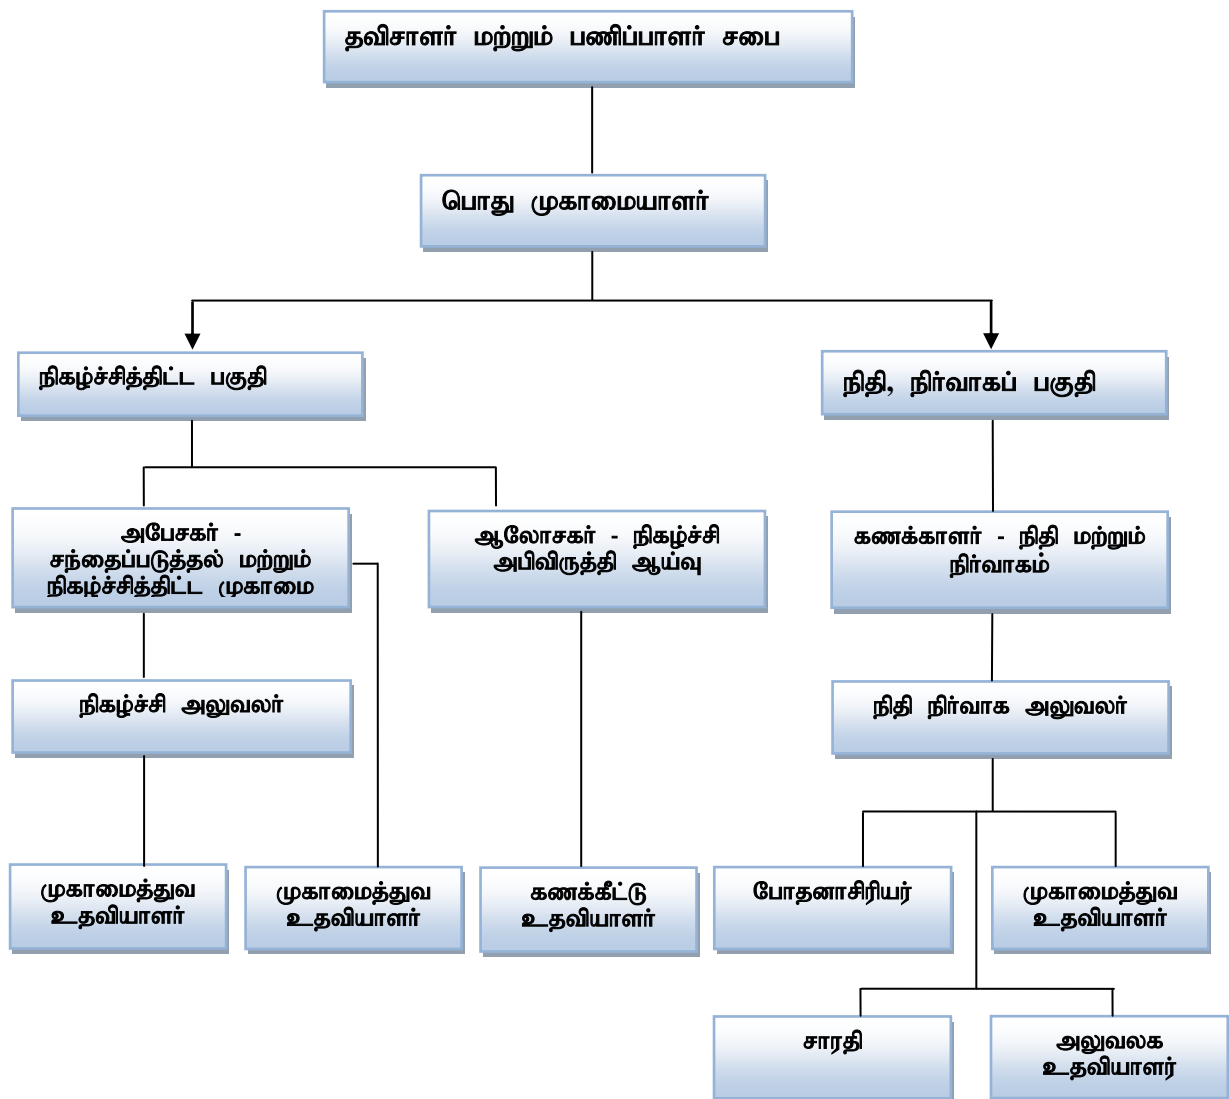 தவிசாளர் மற்றும் பணிப்பாளர் சபை
பொது முகாமையாளர்
நிகழ்ச்சித்திட்ட பகுதி
நிதி, நிர்வாகப் பகுதி
அபேசகர் -
சந்தைப்படுத்தல் மற்றும்
நிகழ்ச்சித்திட்ட முகாமை
ஆலோசகர் - நிகழ்ச்சி
அபிவிருத்தி ஆய்வு
கணக்காளர் - நிதி மற்றும்
நிர்வாகம்
நிகழ்ச்சி அலுவலர்
நிதி நிர்வாக அலுவலர்
முகாமைத்துவ
உதவியாளர்
முகாமைத்துவ
உதவியாளர்
கணக்கீட்டு
உதவியாளர்
போதனாசிரியர்
முகாமைத்துவ
உதவியாளர்
சாரதி
அலுவலக
உதவியாளர்